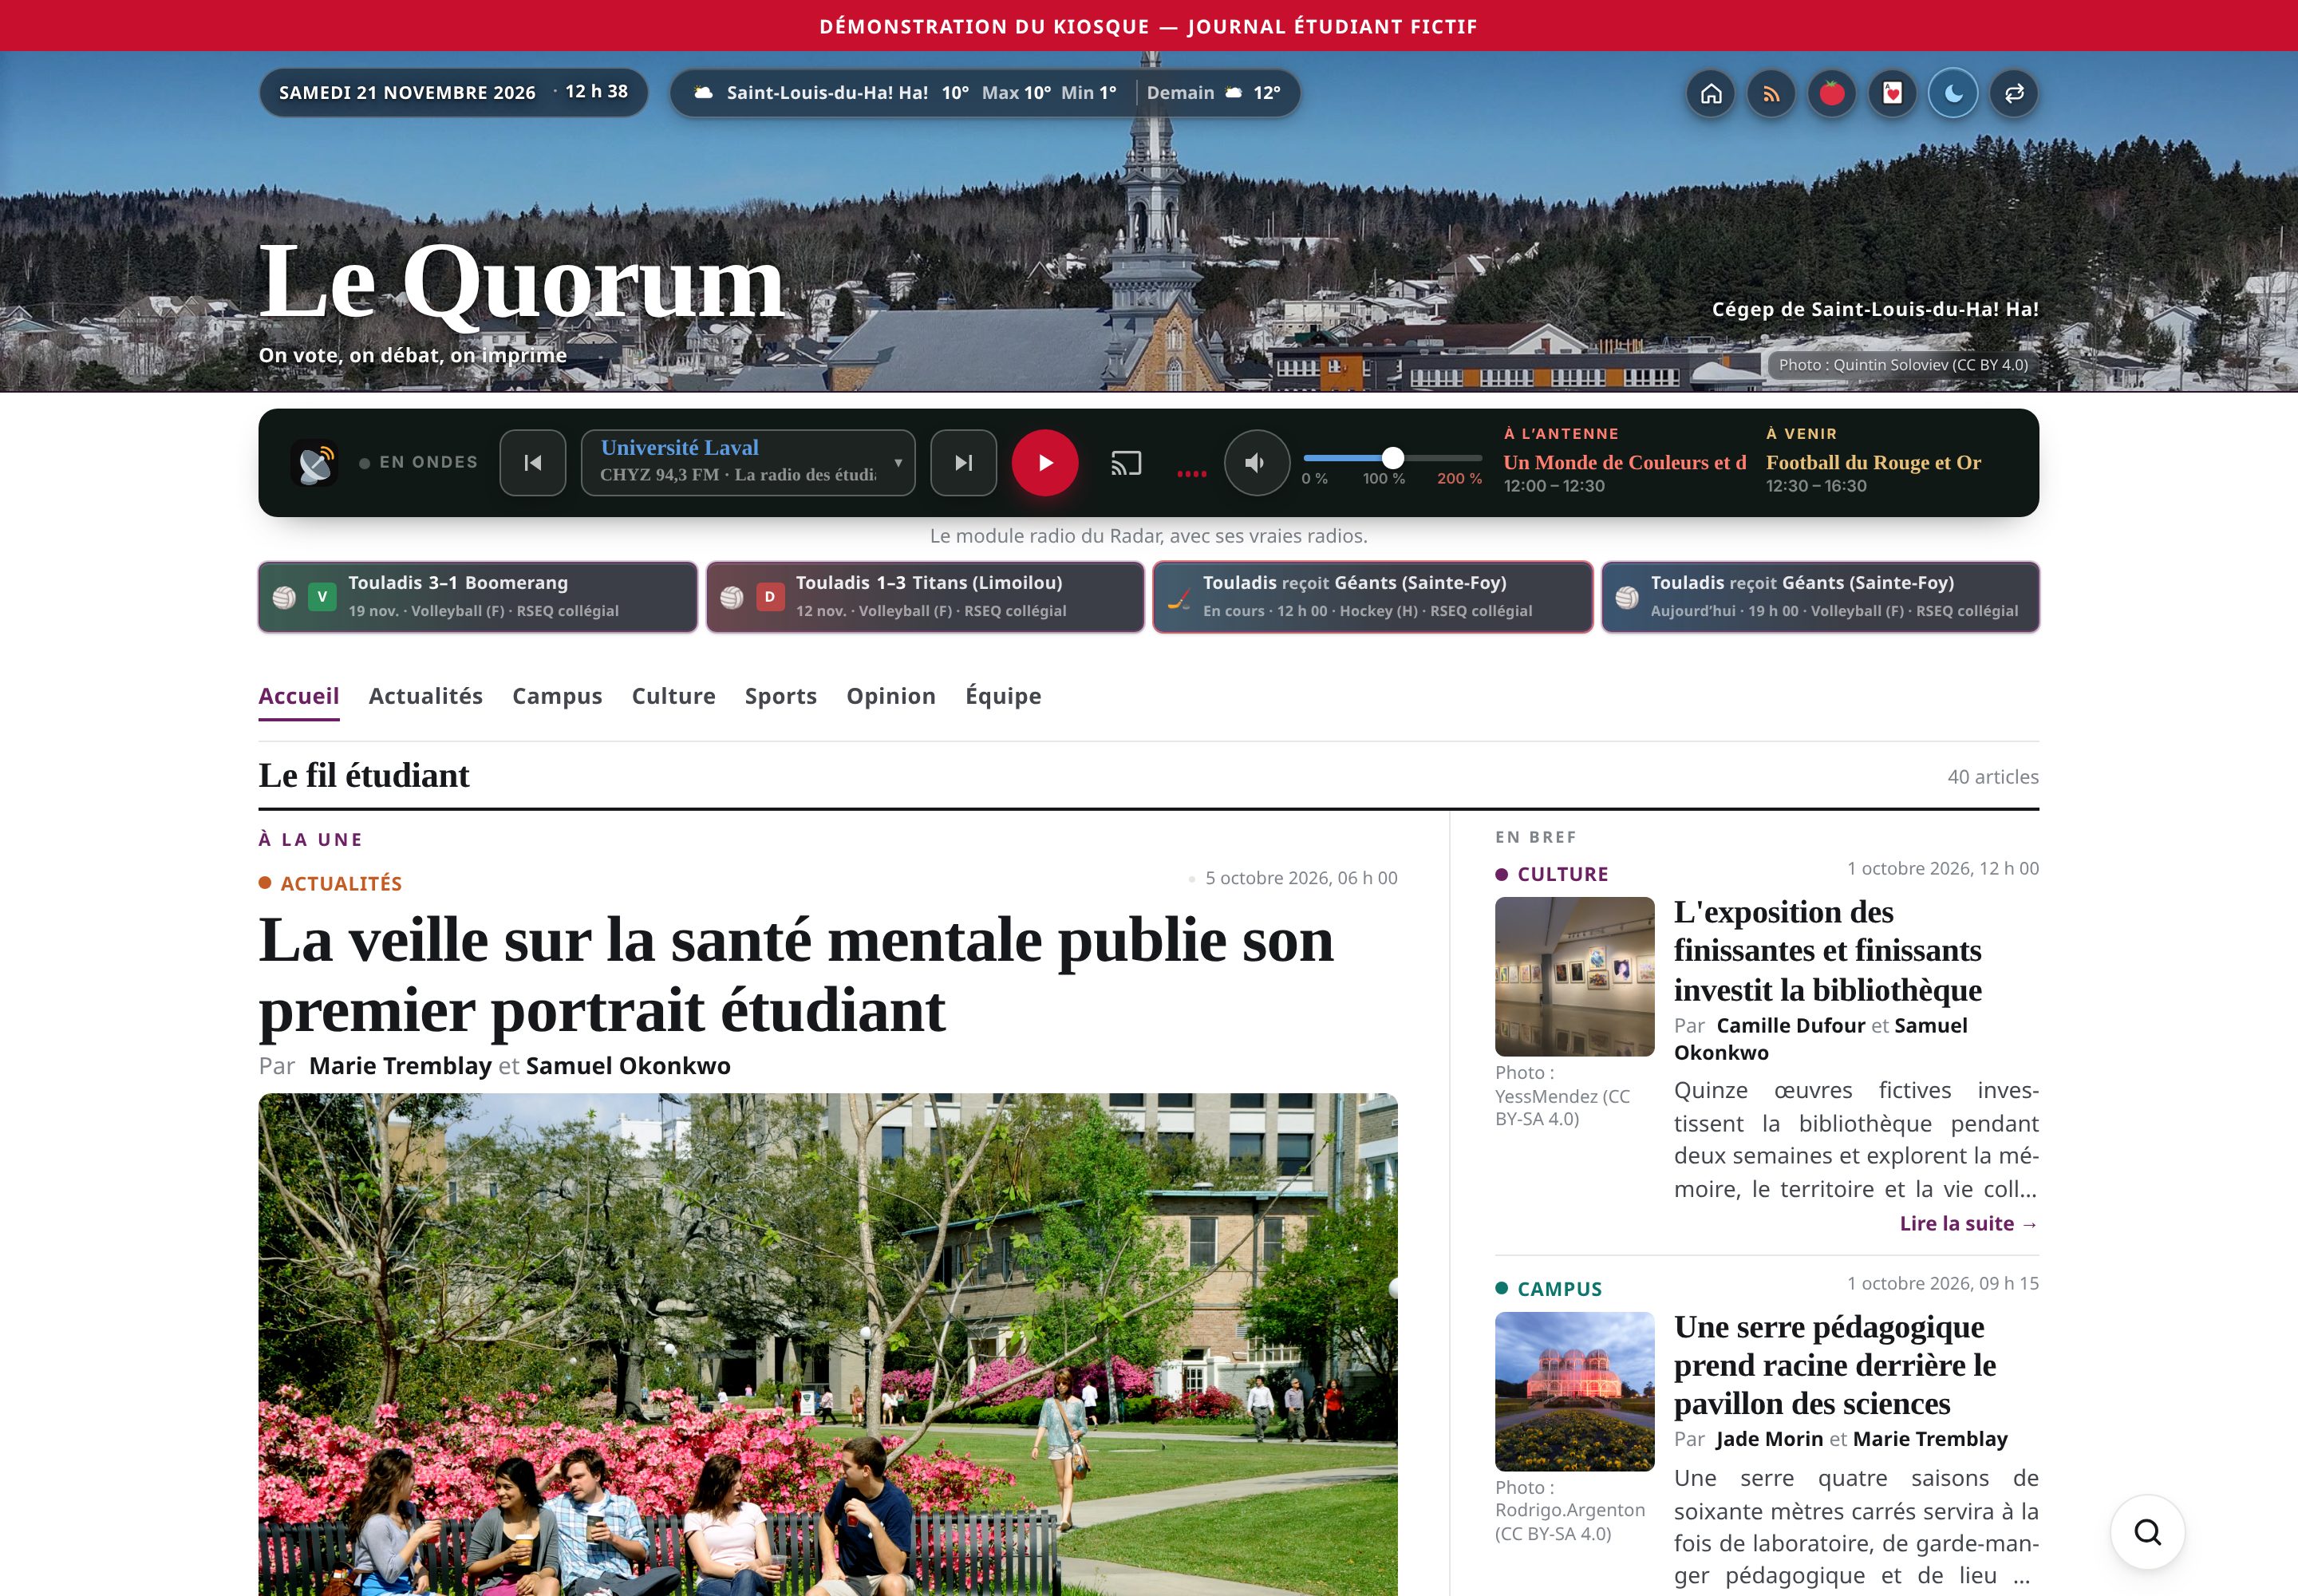 DÉMONSTRATION DU KIOSQUE — JOURNAL ÉTUDIANT FICTIF
SAMEDI 21 NOVEMBRE 2026 · 12 h 38
Saint-Louis-du-Ha! Ha! 10° Max 10° Min 1° Demain 12°
Le Quorum
On vote, on débat, on imprime
Cégep de Saint-Louis-du-Ha! Ha!
Photo : Quintin Soloviev (CC BY 4.0)
EN ONDES
Université Laval
CHYZ 94,3 FM · La radio des étudi
0 % 100 % 200 %
À L'ANTENNE
Un Monde de Couleurs et d
12:00 – 12:30
À VENIR
Football du Rouge et Or
12:30 – 16:30
Le module radio du Radar, avec ses vraies radios.
V
Touladis 3–1 Boomerang
19 nov. · Volleyball (F) · RSEQ collégial
D
Touladis 1–3 Titans (Limoilou)
12 nov. · Volleyball (F) · RSEQ collégial
Touladis reçoit Géants (Sainte-Foy)
En cours · 12 h 00 · Hockey (H) · RSEQ collégial
Touladis reçoit Géants (Sainte-Foy)
Aujourd'hui · 19 h 00 · Volleyball (F) · RSEQ collégial
Accueil Actualités Campus Culture Sports Opinion Équipe
Le fil étudiant
40 articles
À LA UNE
ACTUALITÉS
5 octobre 2026, 06 h 00
La veille sur la santé mentale publie son
premier portrait étudiant
Par Marie Tremblay et Samuel Okonkwo
EN BREF
CULTURE
1 octobre 2026, 12 h 00
L'exposition des
finissantes et finissants
investit la bibliothèque
Par Camille Dufour et Samuel
Okonkwo
Photo :
YessMendez (CC
BY-SA 4.0)
Quinze œuvres fictives inves-
tissent la bibliothèque pendant
deux semaines et explorent la mé-
moire, le territoire et la vie coll…
Lire la suite →
CAMPUS
1 octobre 2026, 09 h 15
Une serre pédagogique
prend racine derrière le
pavillon des sciences
Par Jade Morin et Marie Tremblay
Photo :
Rodrigo.Argenton
(CC BY-SA 4.0)
Une serre quatre saisons de
soixante mètres carrés servira à la
fois de laboratoire, de garde-man-
ger pédagogique et de lieu …